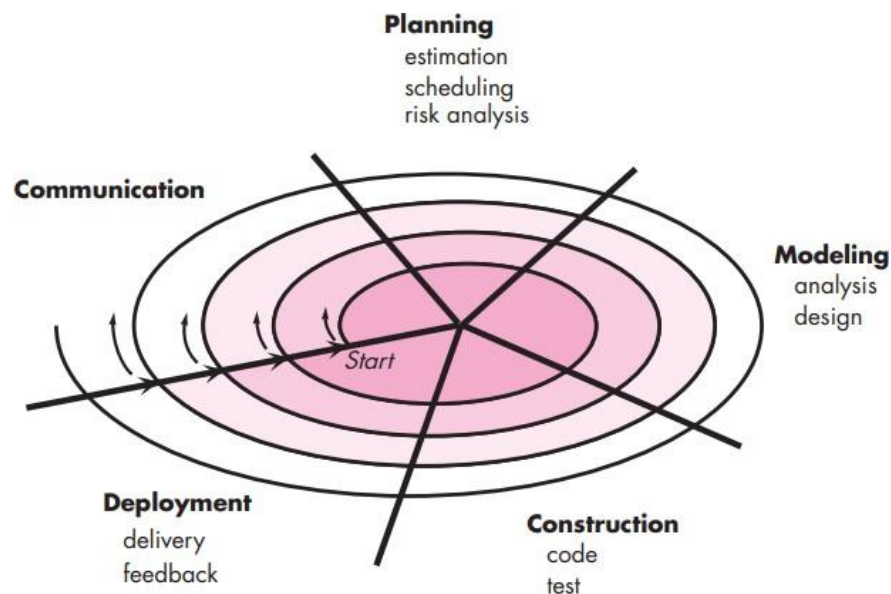 Planning
estimation
scheduling
risk analysis
Communication
Modeling
analysis
design
Start
Deployment
delivery
feedback
Construction
code
test